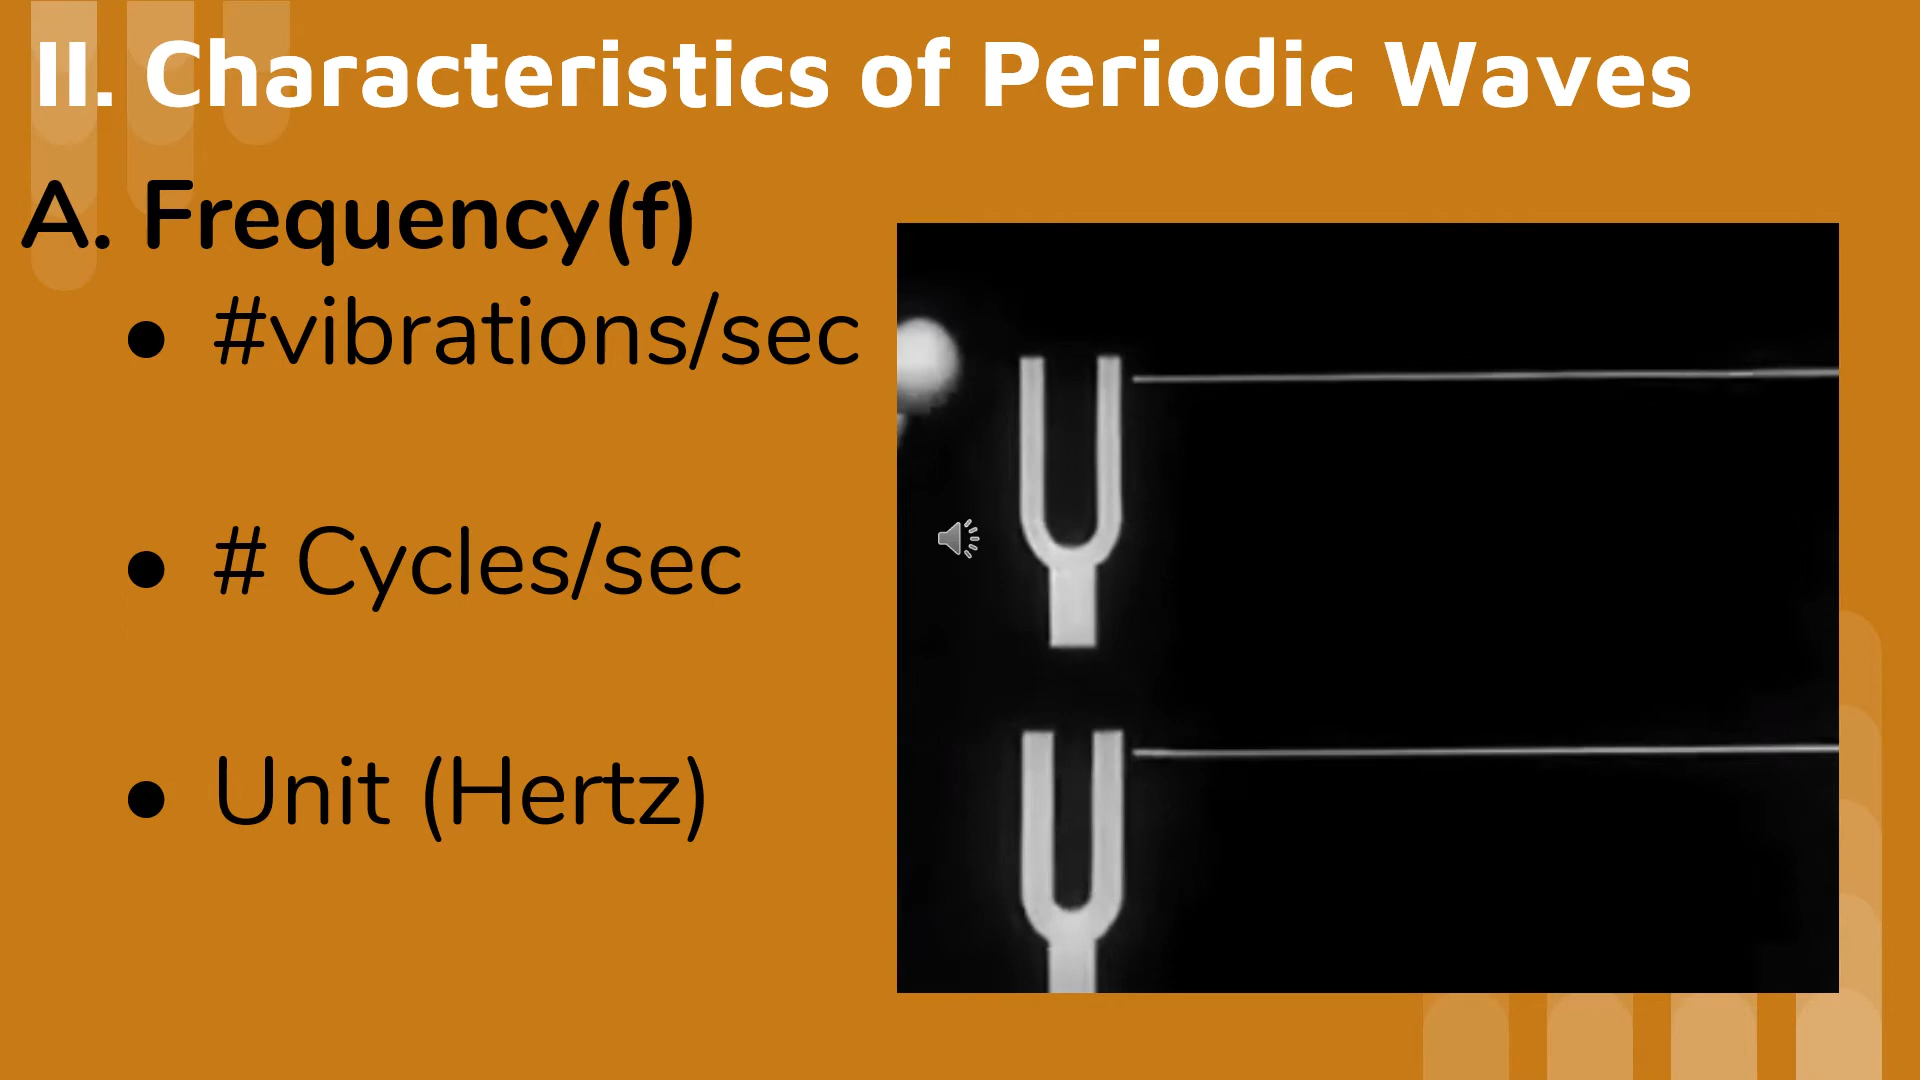 II. Characteristics of Periodic Waves
A. Frequency(f)
● #vibrations/sec
● # Cycles/sec
● Unit (Hertz)